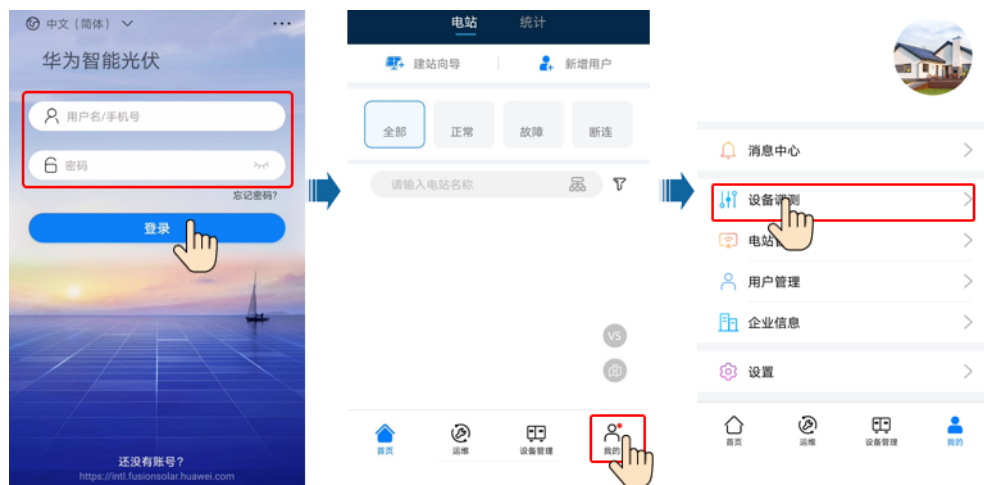 中文（简体）
华为智能光伏
用户名/手机号
密码
忘记密码?
登录
还没有账号？
https://intl.fusionsolar.huawei.com
电站 统计
建站向导 新增用户
全部 正常 故障 断连
请输入电站名称
VS
首页 运维 设备管理 我的
消息中心
设备调测
电站
用户管理
企业信息
设置
首页 运维 设备管理 我的